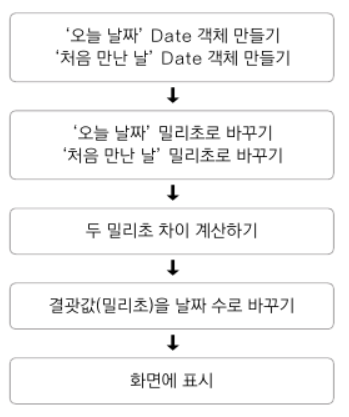 ‘오늘 날짜’ Date 객체 만들기
‘처음 만난 날’ Date 객체 만들기
‘오늘 날짜’ 밀리초로 바꾸기
‘처음 만난 날’ 밀리초로 바꾸기
두 밀리초 차이 계산하기
결괏값(밀리초)을 날짜 수로 바꾸기
화면에 표시